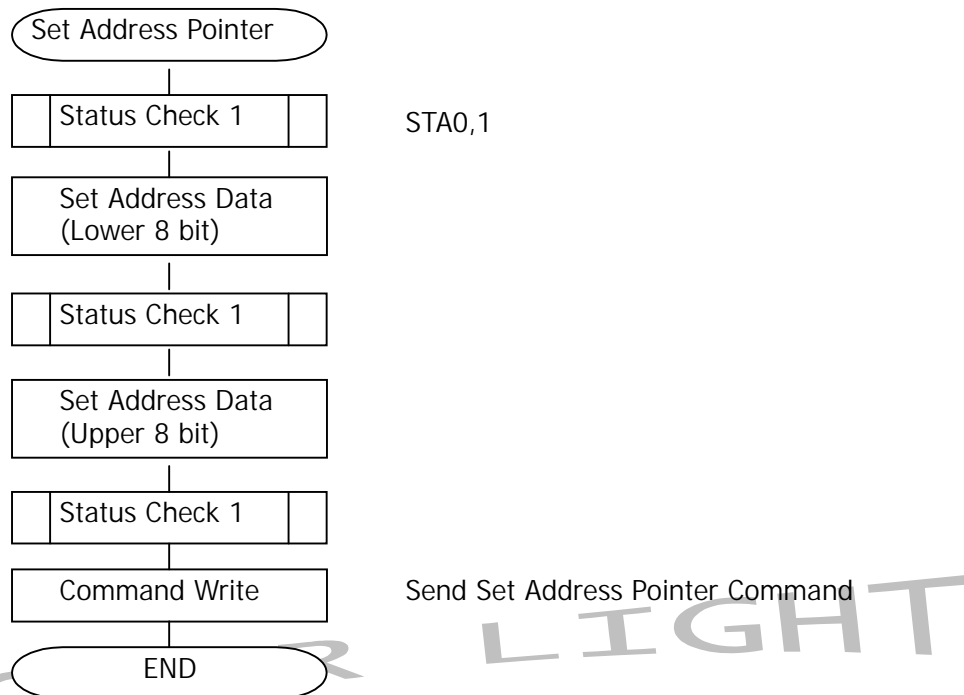 Set Address Pointer
Status Check 1
STA0,1
Set Address Data
(Lower 8 bit)
Status Check 1
Set Address Data
(Upper 8 bit)
Status Check 1
Command Write
Send Set Address Pointer Command
LIGHT
END